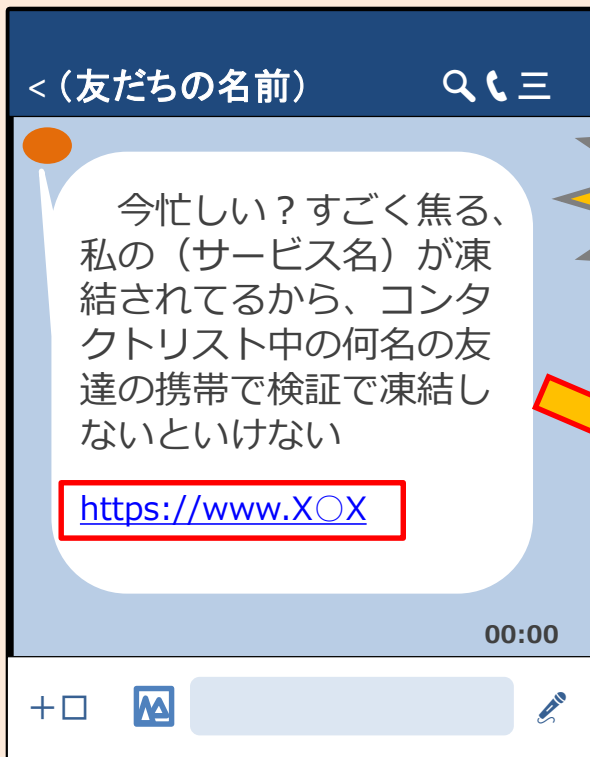 <（友だちの名前） 三
今忙しい？すごく焦る、
私の（サービス名）が凍
結されてるから、コンタ
クトリスト中の何名の友
達の携帯で検証で凍結し
ないといけない
https://www.X○X
00:00
＋□